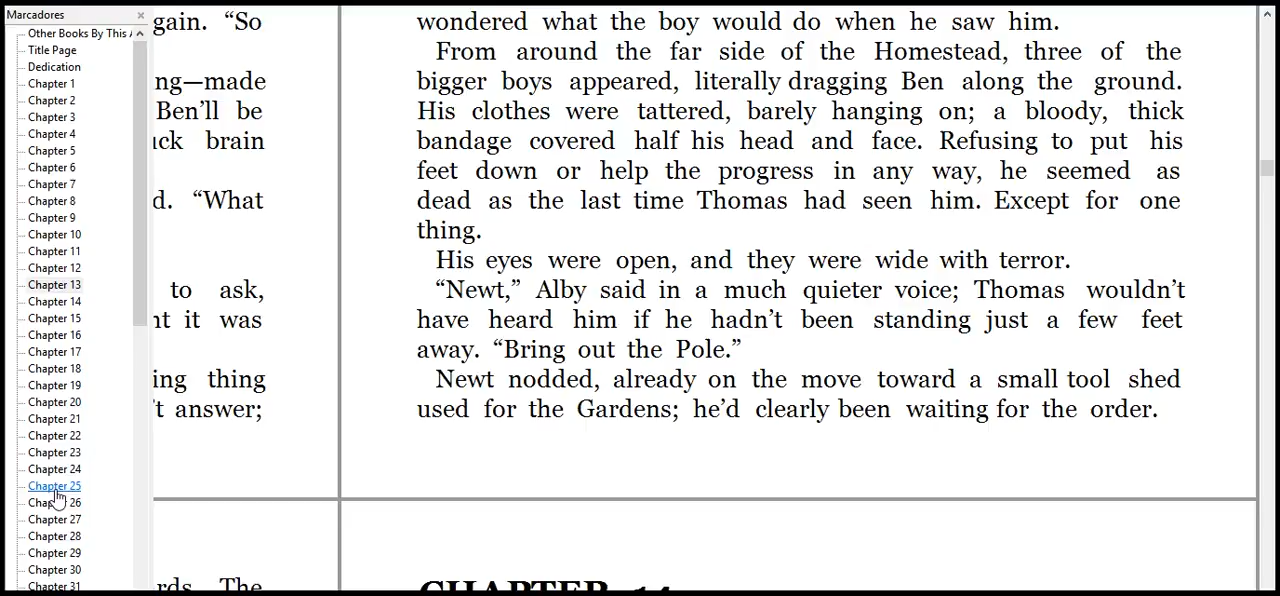 Marcadores
Other Books By This A
Title Page
Dedication
Chapter 1
Chapter 2
Chapter 3
Chapter 4
Chapter 5
Chapter 6
Chapter 7
Chapter 8
Chapter 9
Chapter 10
Chapter 11
Chapter 12
Chapter 13
Chapter 14
Chapter 15
Chapter 16
Chapter 17
Chapter 18
Chapter 19
Chapter 20
Chapter 21
Chapter 22
Chapter 23
Chapter 24
Chapter 25
Chapter 26
Chapter 27
Chapter 28
Chapter 29
Chapter 30
Chapter 31
gain. “So
ng—made
Ben’ll be
uck brain
d. “What
to ask,
nt it was
ing thing
’t answer;
rds. The
wondered what the boy would do when he saw him.
From around the far side of the Homestead, three of the
bigger boys appeared, literally dragging Ben along the ground.
His clothes were tattered, barely hanging on; a bloody, thick
bandage covered half his head and face. Refusing to put his
feet down or help the progress in any way, he seemed as
dead as the last time Thomas had seen him. Except for one
thing.
His eyes were open, and they were wide with terror.
“Newt,” Alby said in a much quieter voice; Thomas wouldn’t
have heard him if he hadn’t been standing just a few feet
away. “Bring out the Pole.”
Newt nodded, already on the move toward a small tool shed
used for the Gardens; he’d clearly been waiting for the order.
CHAPTER 14